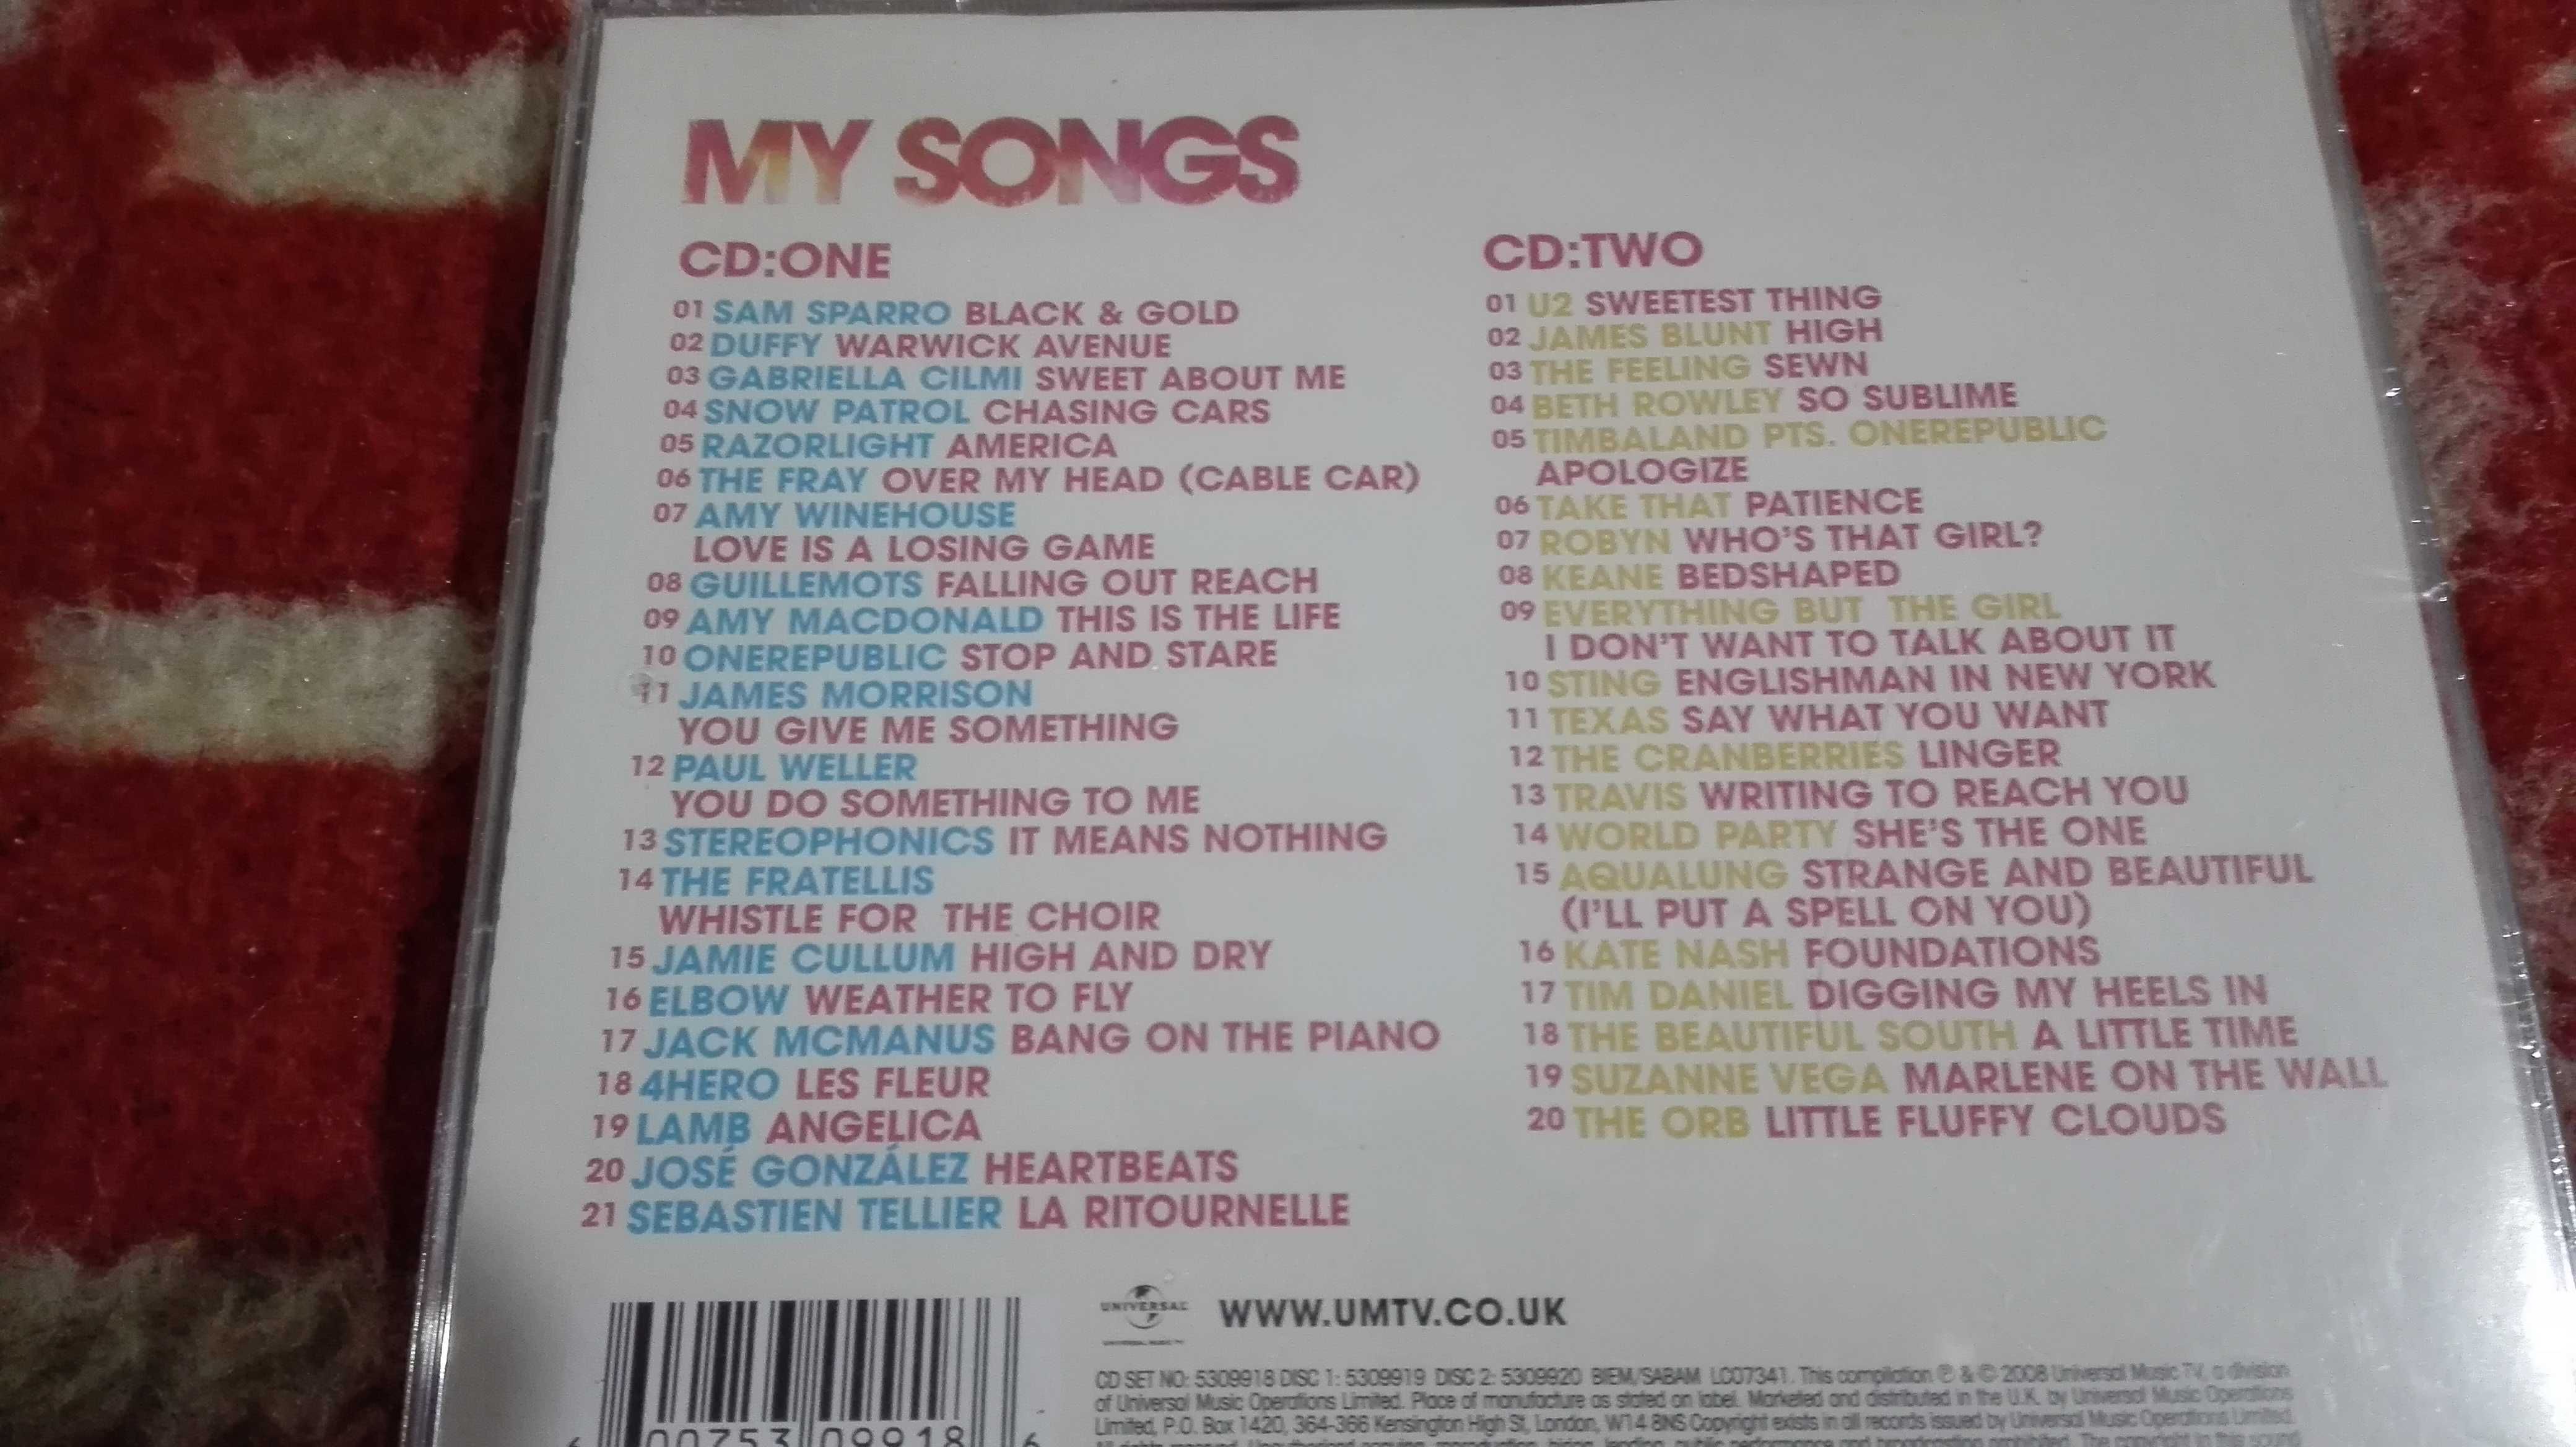 MY SONGS
CD:ONE
01 SAM SPARRO BLACK & GOLD
02 DUFFY WARWICK AVENUE
03 GABRIELLA CILMI SWEET ABOUT ME
04 SNOW PATROL CHASING CARS
05 RAZORLIGHT AMERICA
06 THE FRAY OVER MY HEAD (CABLE CAR)
07 AMY WINEHOUSE
LOVE IS A LOSING GAME
08 GUILLEMOTS FALLING OUT REACH
09 AMY MACDONALD THIS IS THE LIFE
10 ONEREPUBLIC STOP AND STARE
11 JAMES MORRISON
YOU GIVE ME SOMETHING
12 PAUL WELLER
YOU DO SOMETHING TO ME
13 STEREOPHONICS IT MEANS NOTHING
14 THE FRATELLIS
WHISTLE FOR THE CHOIR
15 JAMIE CULLUM HIGH AND DRY
16 ELBOW WEATHER TO FLY
17 JACK MCMANUS BANG ON THE PIANO
18 4HERO LES FLEUR
19 LAMB ANGELICA
20 JOSÉ GONZÁLEZ HEARTBEATS
21 SEBASTIEN TELLIER LA RITOURNELLE
CD:TWO
01 U2 SWEETEST THING
02 JAMES BLUNT HIGH
03 THE FEELING SEWN
04 BETH ROWLEY SO SUBLIME
05 TIMBALAND PTS. ONEREPUBLIC
APOLOGIZE
06 TAKE THAT PATIENCE
07 ROBYN WHO'S THAT GIRL?
08 KEANE BEDSHAPED
09 EVERYTHING BUT THE GIRL
I DON'T WANT TO TALK ABOUT IT
10 STING ENGLISHMAN IN NEW YORK
11 TEXAS SAY WHAT YOU WANT
12 THE CRANBERRIES LINGER
13 TRAVIS WRITING TO REACH YOU
14 WORLD PARTY SHE'S THE ONE
15 AQUALUNG STRANGE AND BEAUTIFUL
(I'LL PUT A SPELL ON YOU)
16 KATE NASH FOUNDATIONS
17 TIM DANIEL DIGGING MY HEELS IN
18 THE BEAUTIFUL SOUTH A LITTLE TIME
19 SUZANNE VEGA MARLENE ON THE WALL
20 THE ORB LITTLE FLUFFY CLOUDS
UNIVERSAL
WWW.UMTV.CO.UK
CD SET NO: 5309918 DISC 1: 5309919 DISC 2: 5309920 BIEM/SABAM LC07341. This compilation ℗ & © 2008 Universal Music TV, a division
of Universal Music Operations Limited. Place of manufacture as stated on label. Marketed and distributed in the U.K. by Universal Music Operations
Limited, P.O. Box 1420, 364-366 Kensington High St, London, W14 8NS Copyright exists in all records issued by Universal Music Operations Limited.
6 00753 09918 6